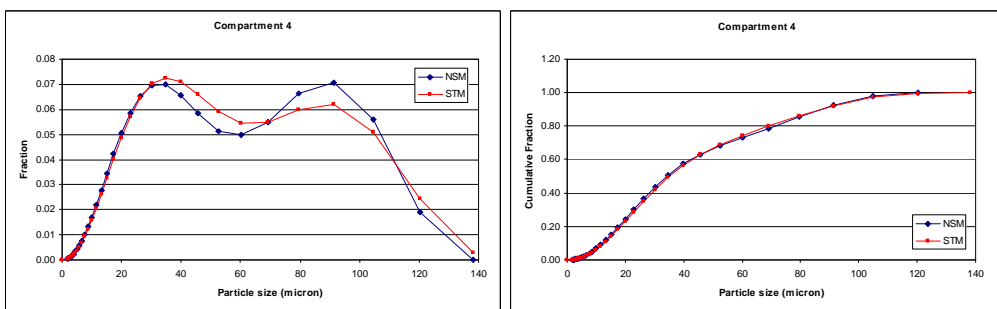 Compartment 4
0.08
0.07
0.06
0.05
0.04
0.03
0.02
0.01
0.00
Fraction
NSM
STM
0 20 40 60 80 100 120 140
Particle size (micron)
Compartment 4
1.20
1.00
0.80
0.60
0.40
0.20
0.00
Cumulative Fraction
NSM
STM
0 20 40 60 80 100 120 140
Particle size (micron)